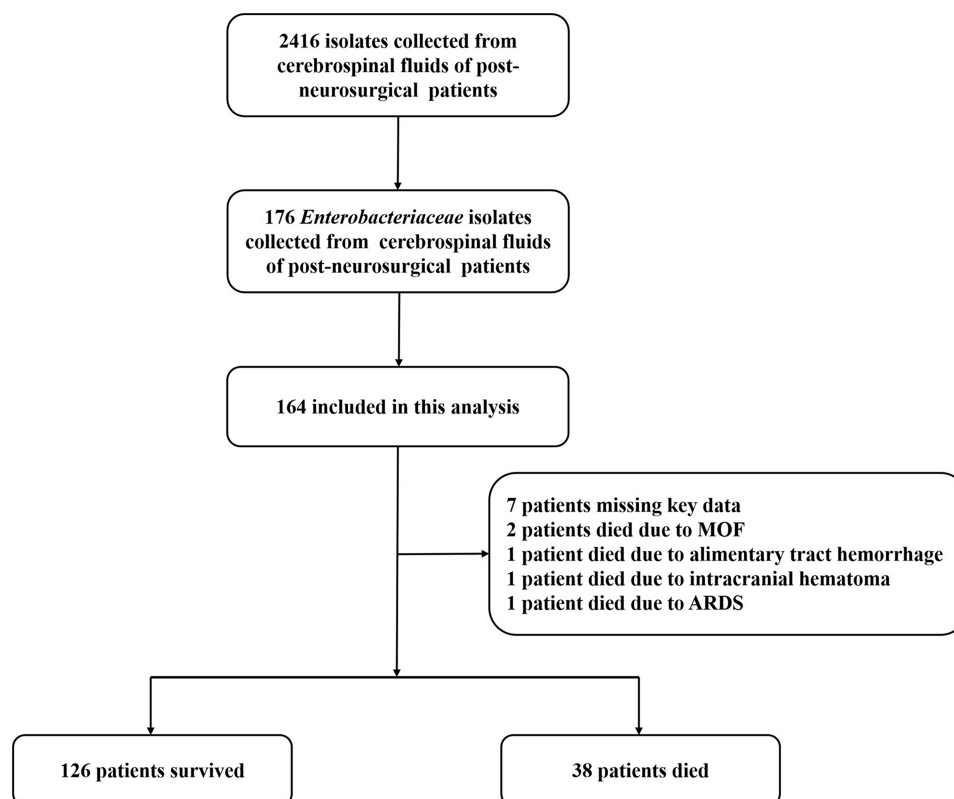 2416 isolates collected from
cerebrospinal fluids of post-
neurosurgical patients
176 Enterobacteriaceae isolates
collected from cerebrospinal fluids
of post-neurosurgical patients
164 included in this analysis
7 patients missing key data
2 patients died due to MOF
1 patient died due to alimentary tract hemorrhage
1 patient died due to intracranial hematoma
1 patient died due to ARDS
126 patients survived
38 patients died